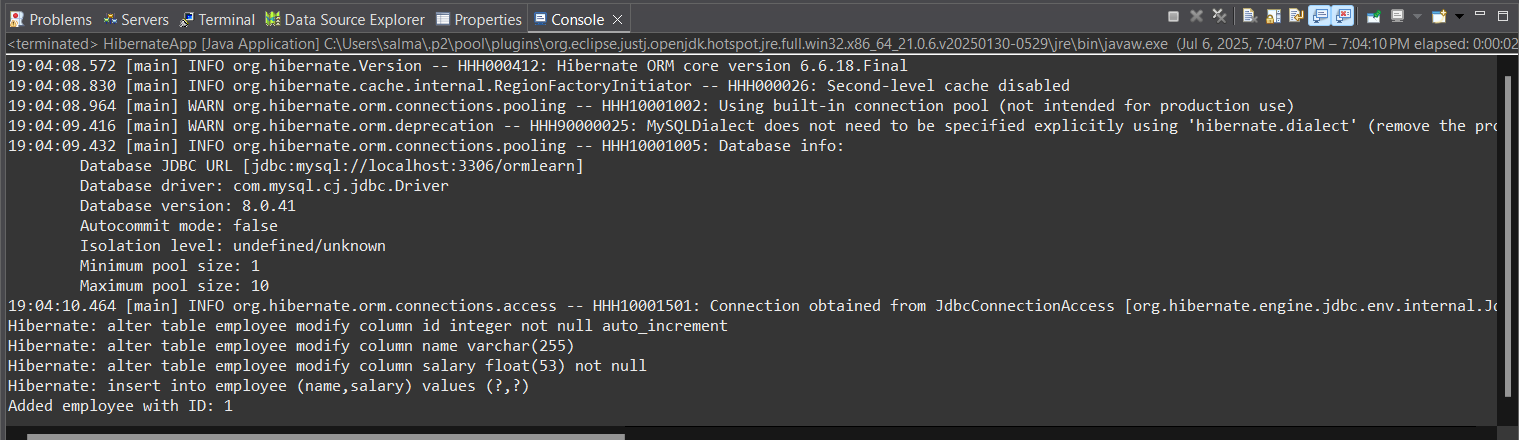 Problems Servers Terminal Data Source Explorer Properties Console
<terminated> HibernateApp [Java Application] C:\Users\salma\.p2\pool\plugins\org.eclipse.justj.openjdk.hotspot.jre.full.win32.x86_64_21.0.6.v20250130-0529\jre\bin\javaw.exe (Jul 6, 2025, 7:04:07 PM – 7:04:10 PM elapsed: 0:00:02
19:04:08.572 [main] INFO org.hibernate.Version -- HHH000412: Hibernate ORM core version 6.6.18.Final
19:04:08.830 [main] INFO org.hibernate.cache.internal.RegionFactoryInitiator -- HHH000026: Second-level cache disabled
19:04:08.964 [main] WARN org.hibernate.orm.connections.pooling -- HHH10001002: Using built-in connection pool (not intended for production use)
19:04:09.416 [main] WARN org.hibernate.orm.deprecation -- HHH90000025: MySQLDialect does not need to be specified explicitly using 'hibernate.dialect' (remove the pro
19:04:09.432 [main] INFO org.hibernate.orm.connections.pooling -- HHH10001005: Database info:
Database JDBC URL [jdbc:mysql://localhost:3306/ormlearn]
Database driver: com.mysql.cj.jdbc.Driver
Database version: 8.0.41
Autocommit mode: false
Isolation level: undefined/unknown
Minimum pool size: 1
Maximum pool size: 10
19:04:10.464 [main] INFO org.hibernate.orm.connections.access -- HHH10001501: Connection obtained from JdbcConnectionAccess [org.hibernate.engine.jdbc.env.internal.Jd
Hibernate: alter table employee modify column id integer not null auto_increment
Hibernate: alter table employee modify column name varchar(255)
Hibernate: alter table employee modify column salary float(53) not null
Hibernate: insert into employee (name,salary) values (?,?)
Added employee with ID: 1